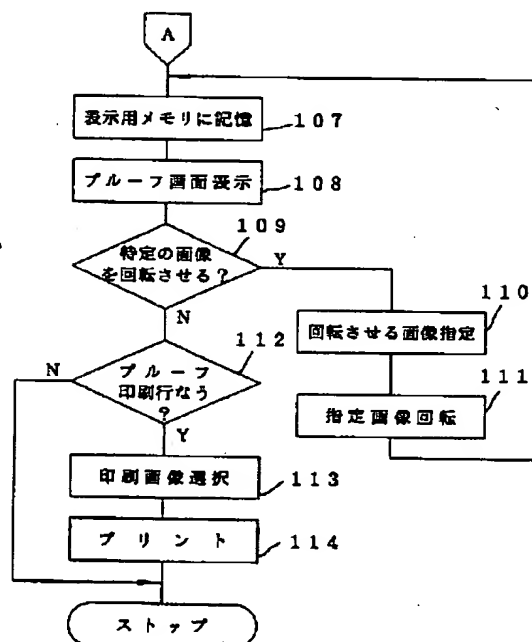 A
表示用メモリに記憶
107
プルーフ画面表示
108
109
特定の画像
を回転させる?
Y
N
110
回転させる画像指定
111
指定画像回転
112
N
プルーフ
印刷行なう
?
Y
印刷画像選択
113
プリント
114
ストップ